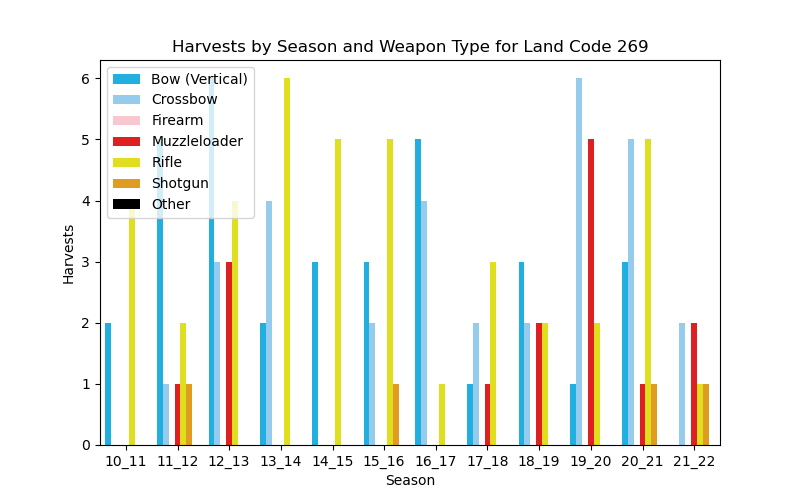 Harvests by Season and Weapon Type for Land Code 269
Bow (Vertical)
Crossbow
Firearm
Muzzleloader
Rifle
Shotgun
Other
Harvests
6
5
4
3
2
1
0
10_11 11_12 12_13 13_14 14_15 15_16 16_17 17_18 18_19 19_20 20_21 21_22
Season